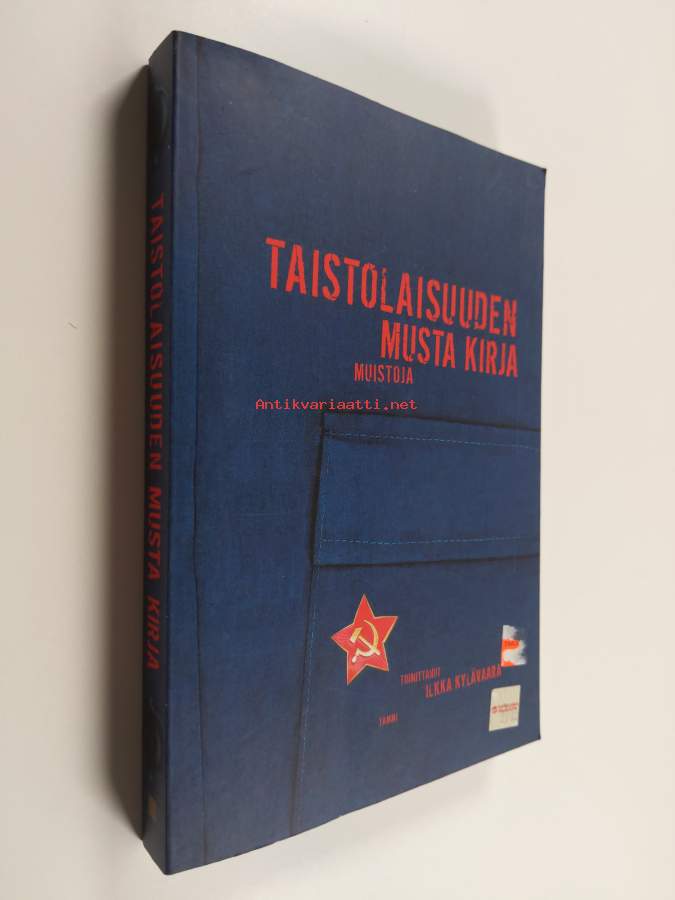 TAISTOLAISUUDEN MUSTA KIRJA
TAISTOLAISUUDEN
MUSTA KIRJA
MUISTOJA
Antikvariaatti.net
TOIMITTANUT
ILKKA KYLÄVAARA
TAMMI